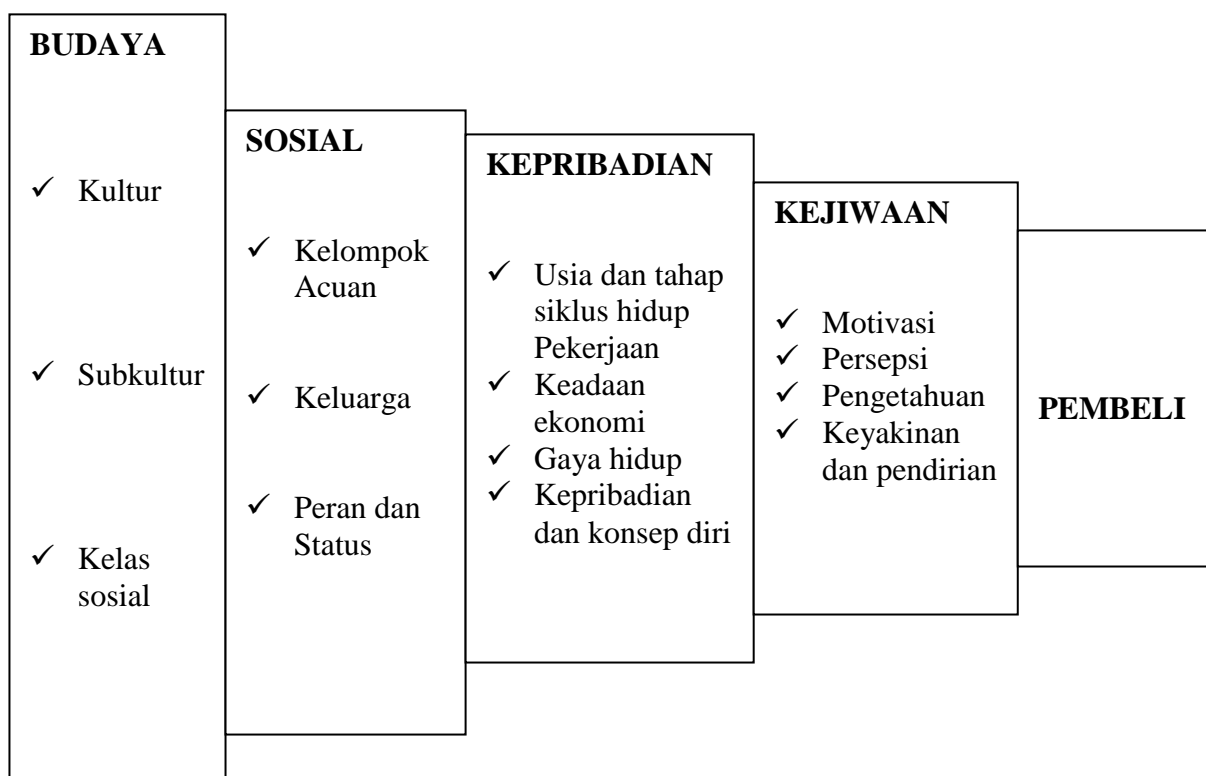 BUDAYA
✓ Kultur
✓ Subkultur
✓ Kelas
sosial
SOSIAL
✓ Kelompok
Acuan
✓ Keluarga
✓ Peran dan
Status
KEPRIBADIAN
✓ Usia dan tahap
siklus hidup
Pekerjaan
✓ Keadaan
ekonomi
✓ Gaya hidup
✓ Kepribadian
dan konsep diri
KEJIWAAN
✓ Motivasi
✓ Persepsi
✓ Pengetahuan
✓ Keyakinan
dan pendirian
PEMBELI